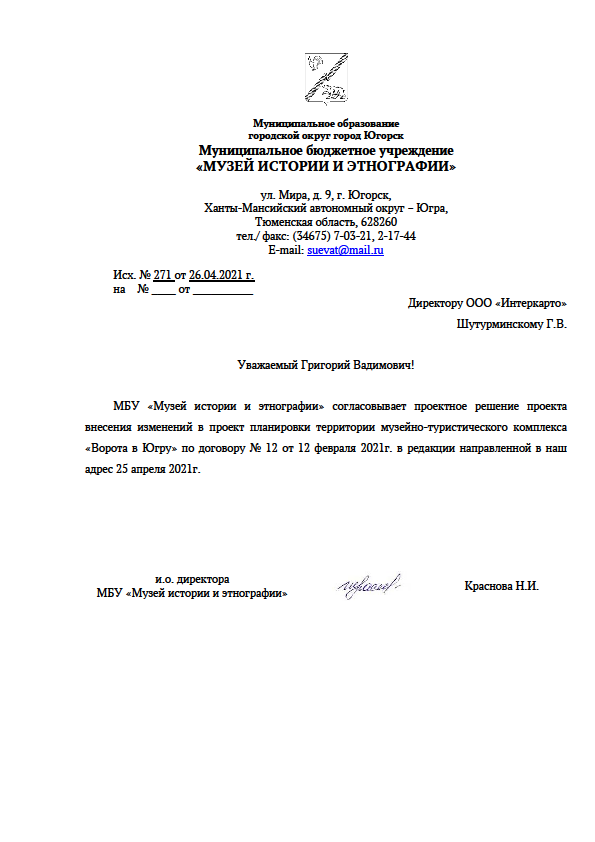 Муниципальное образование
городской округ город Югорск
Муниципальное бюджетное учреждение
«МУЗЕЙ ИСТОРИИ И ЭТНОГРАФИИ»
ул. Мира, д. 9, г. Югорск,
Ханты-Мансийский автономный округ – Югра,
Тюменская область, 628260
тел./ факс: (34675) 7-03-21, 2-17-44
E-mail: suevat@mail.ru
Исх. № 271 от 26.04.2021 г.
на № ____ от __________
Директору ООО «Интеркарто»
Шутурминскому Г.В.
Уважаемый Григорий Вадимович!
МБУ «Музей истории и этнографии» согласовывает проектное решение проекта
внесения изменений в проект планировки территории музейно-туристического комплекса
«Ворота в Югру» по договору № 12 от 12 февраля 2021г. в редакции направленной в наш
адрес 25 апреля 2021г.
и.о. директора
МБУ «Музей истории и этнографии»
Краснова Н.И.